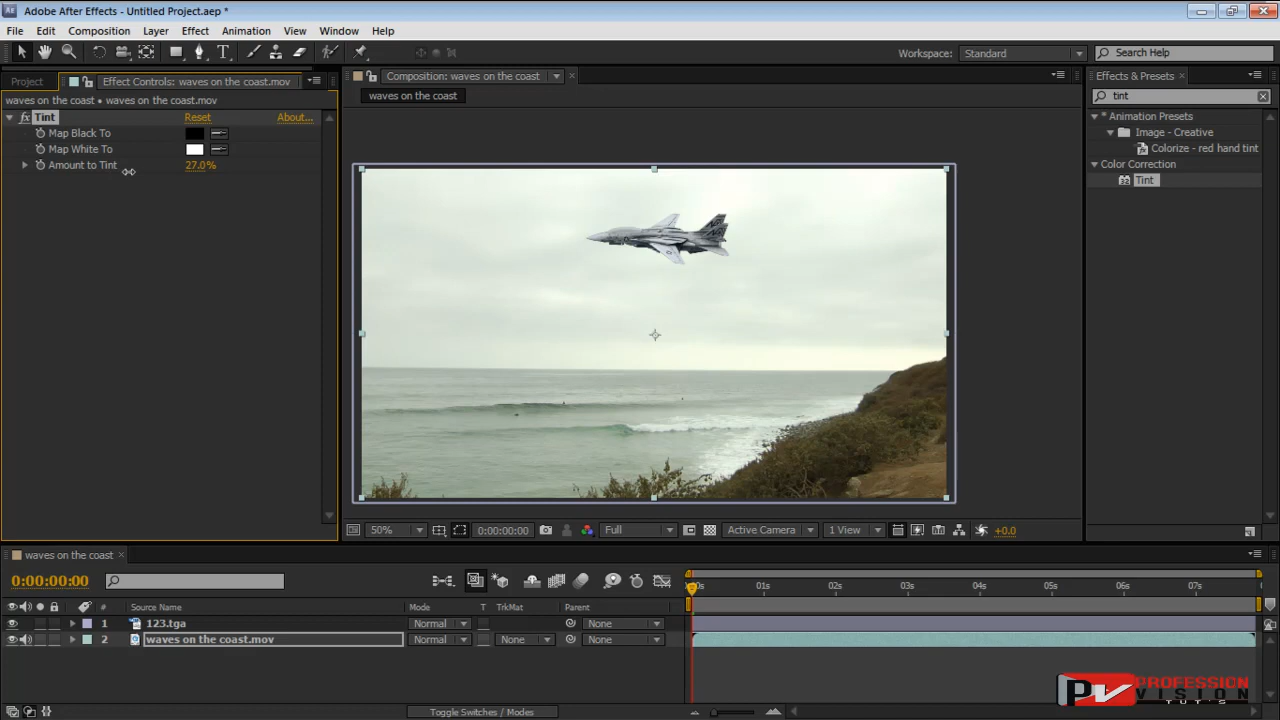 Adobe After Effects - Untitled Project.aep *
File Edit Composition Layer Effect Animation View Window Help
Workspace: Standard Search Help
Project Effect Controls: waves on the coast.mov
waves on the coast • waves on the coast.mov
fx Tint Reset About...
Map Black To
Map White To
Amount to Tint 27.0%
Composition: waves on the coast
waves on the coast
50% 0:00:00:00 Full Active Camera 1 View +0.0
Effects & Presets
tint
* Animation Presets
Image - Creative
Colorize - red hand tint
Color Correction
32 Tint
waves on the coast
0:00:00:00
# Source Name Mode T TrkMat Parent
1 123.tga Normal None
2 waves on the coast.mov Normal None None
Toggle Switches / Modes
01s 02s 03s 04s 05s 06s 07s
PV PROFESSION
VISION
TUT'S